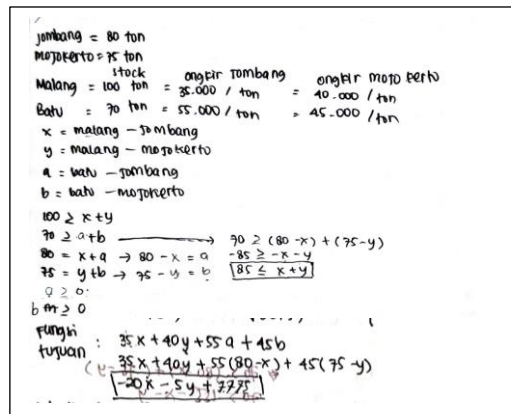 Jombang = 80 ton
Mojokerto = 75 ton
stock ongkir Jombang ongkir mojokerto
Malang = 100 ton = 35.000 / ton = 40.000 / ton
Batu = 70 ton = 55.000 / ton = 45.000 / ton
x = malang - Jombang
y = malang - mojokerto
a = batu - Jombang
b = batu - mojokerto
100 ≥ x + y
70 ≥ a + b → 70 ≥ (80 - x) + (75 - y)
80 = x + a → 80 - x = a -85 ≥ -x - y
75 = y + b → 75 - y = b 85 ≤ x + y
a ≥ 0
b ≥ 0
Fungsi
tujuan : 35x + 40y + 55a + 45b
35x + 40y + 55(80-x) + 45(75-y)
-20x - 5y + 7775